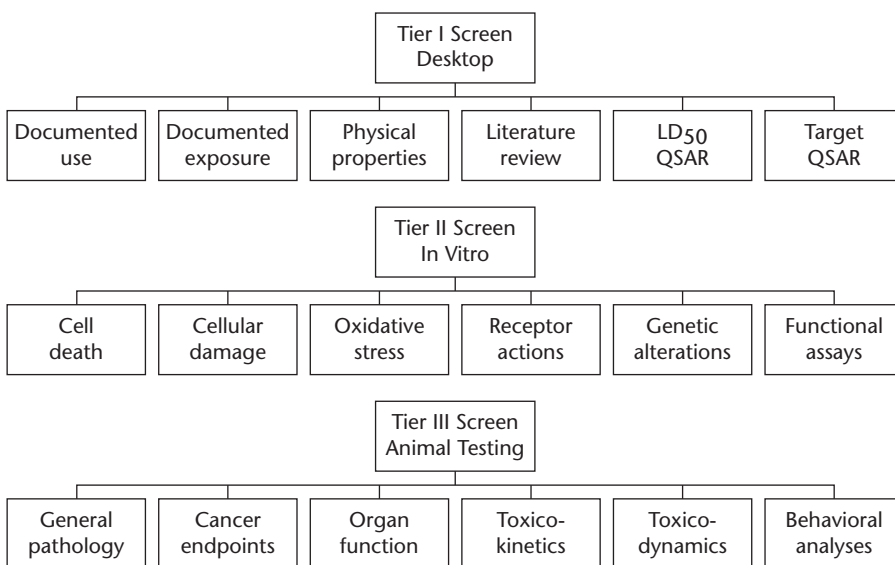 Tier I Screen
Desktop
Documented
use
Documented
exposure
Physical
properties
Literature
review
LD50
QSAR
Target
QSAR
Tier II Screen
In Vitro
Cell
death
Cellular
damage
Oxidative
stress
Receptor
actions
Genetic
alterations
Functional
assays
Tier III Screen
Animal Testing
General
pathology
Cancer
endpoints
Organ
function
Toxico-
kinetics
Toxico-
dynamics
Behavioral
analyses